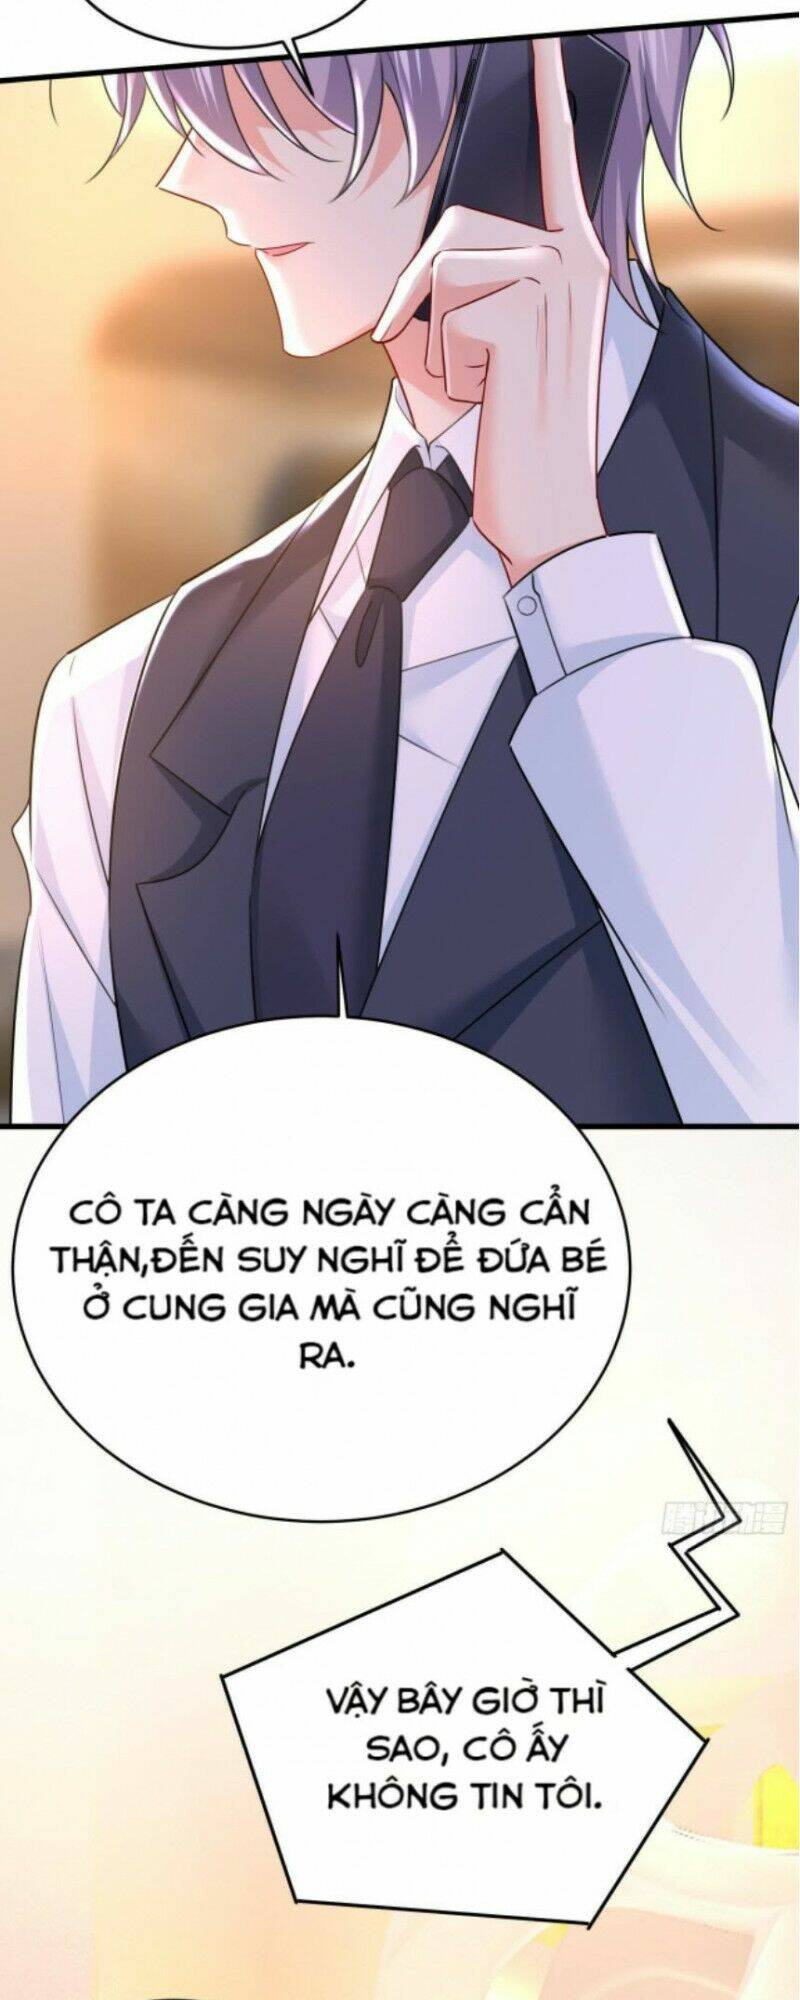 CÔ TA CÀNG NGÀY CÀNG CẨN
THẬN,ĐẾN SUY NGHĨ ĐỂ ĐỨA BÉ
Ở CUNG GIA MÀ CŨNG NGHĨ
RA.
VẬY BÂY GIỜ THÌ
SAO, CÔ ẤY
KHÔNG TIN TÔI.